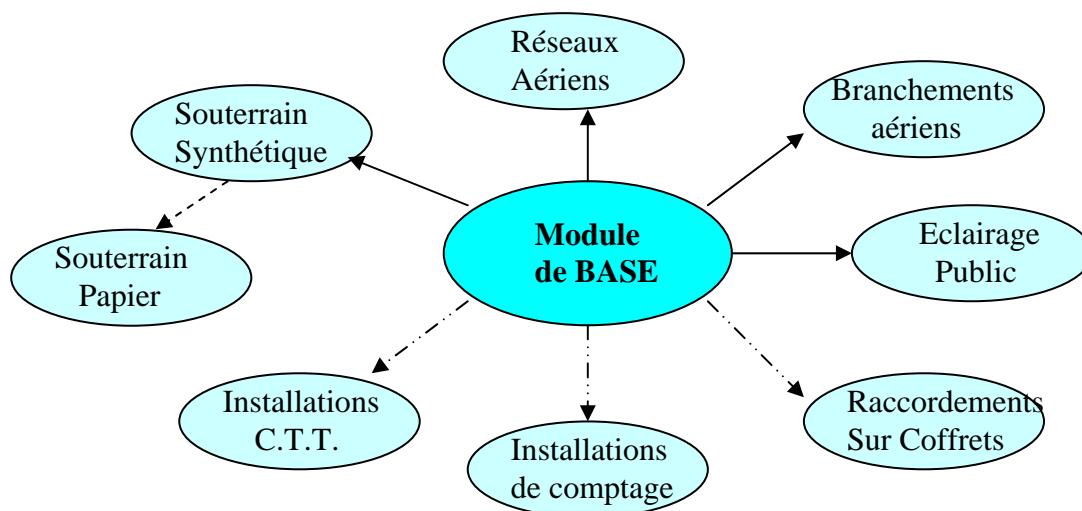 Réseaux
Aériens
Souterrain
Synthétique
Branchements
aériens
Module
de BASE
Eclairage
Public
Souterrain
Papier
Installations
C.T.T.
Installations
de comptage
Raccordements
Sur Coffrets